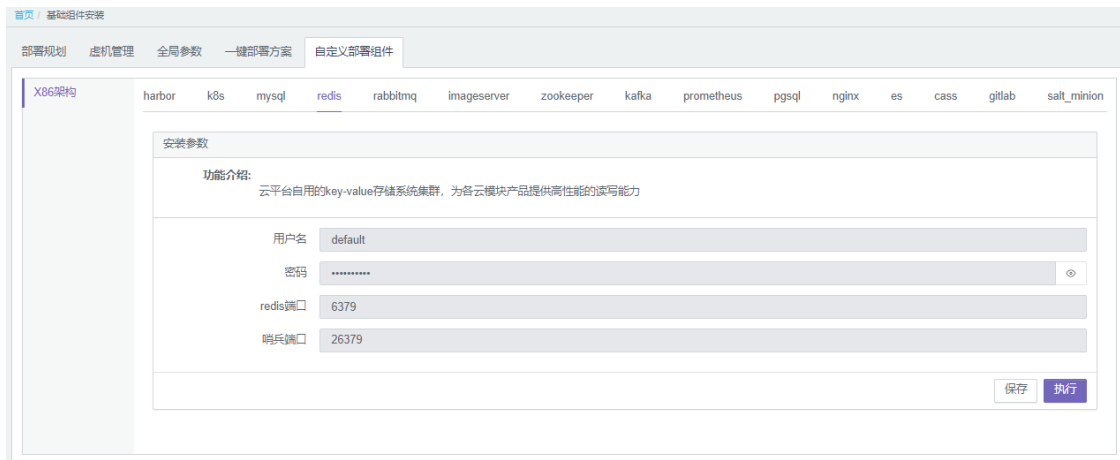 首页 / 基础组件安装
部署规划 虚机管理 全局参数 一键部署方案 自定义部署组件
X86架构
harbor k8s mysql redis rabbitmq imageserver zookeeper kafka prometheus pgsql nginx es cass gitlab salt_minion
安装参数
功能介绍:
云平台自用的key-value存储系统集群，为各云模块产品提供高性能的读写能力
用户名 default
密码 ••••••••••
redis端口 6379
哨兵端口 26379
保存 执行